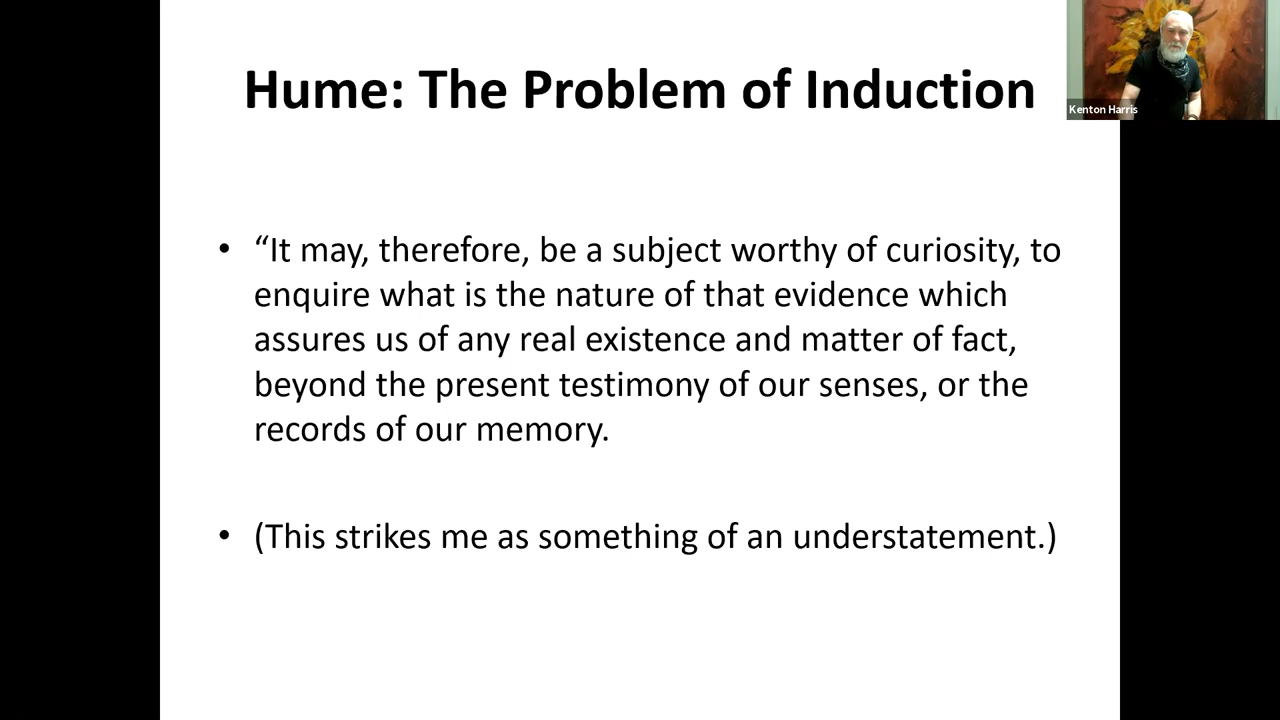 Hume: The Problem of Induction
Kenton Harris
• “It may, therefore, be a subject worthy of curiosity, to
enquire what is the nature of that evidence which
assures us of any real existence and matter of fact,
beyond the present testimony of our senses, or the
records of our memory.
• (This strikes me as something of an understatement.)